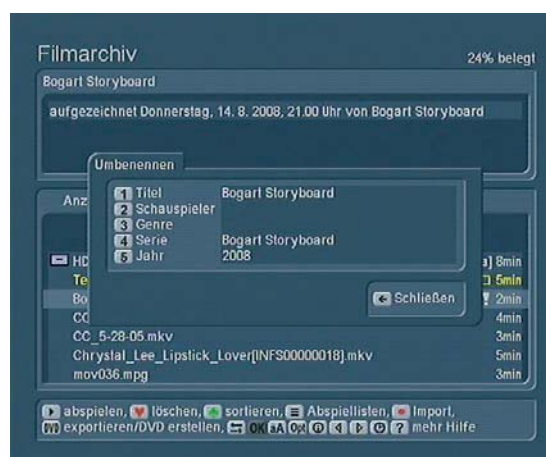 Filmarchiv
24% belegt
Bogart Storyboard
aufgezeichnet Donnerstag, 14. 8. 2008, 21.00 Uhr von Bogart Storyboard
Umbenennen
1 Titel Bogart Storyboard
2 Schauspieler
3 Genre
4 Serie Bogart Storyboard
5 Jahr 2008
Schließen
Anz
HD
a] 8min
Te
5min
Bo
2min
CC
4min
CC_5-28-05.mkv 3min
Chrystal_Lee_Lipstick_Lover[INFS00000018].mkv 5min
mov036.mpg 3min
abspielen, löschen, sortieren, Abspiellisten, Import,
DVD exportieren/DVD erstellen, OK aA Opt ? mehr Hilfe